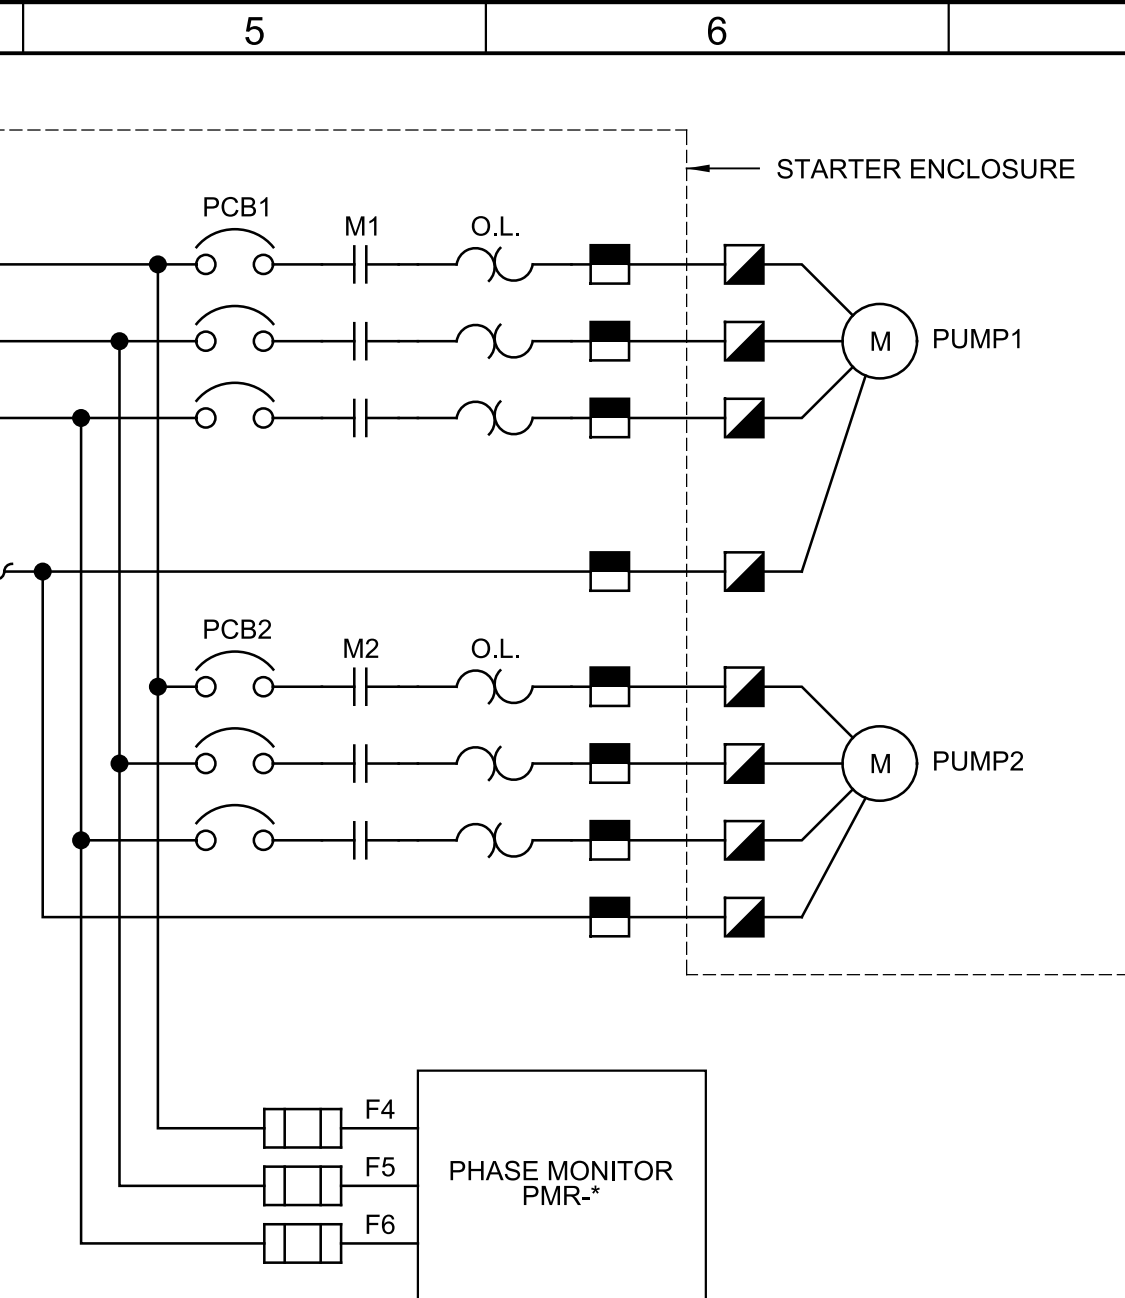 5
6
STARTER ENCLOSURE
PCB1
M1
O.L.
M
PUMP1
PCB2
M2
O.L.
M
PUMP2
F4
F5
F6
PHASE MONITOR
PMR-*